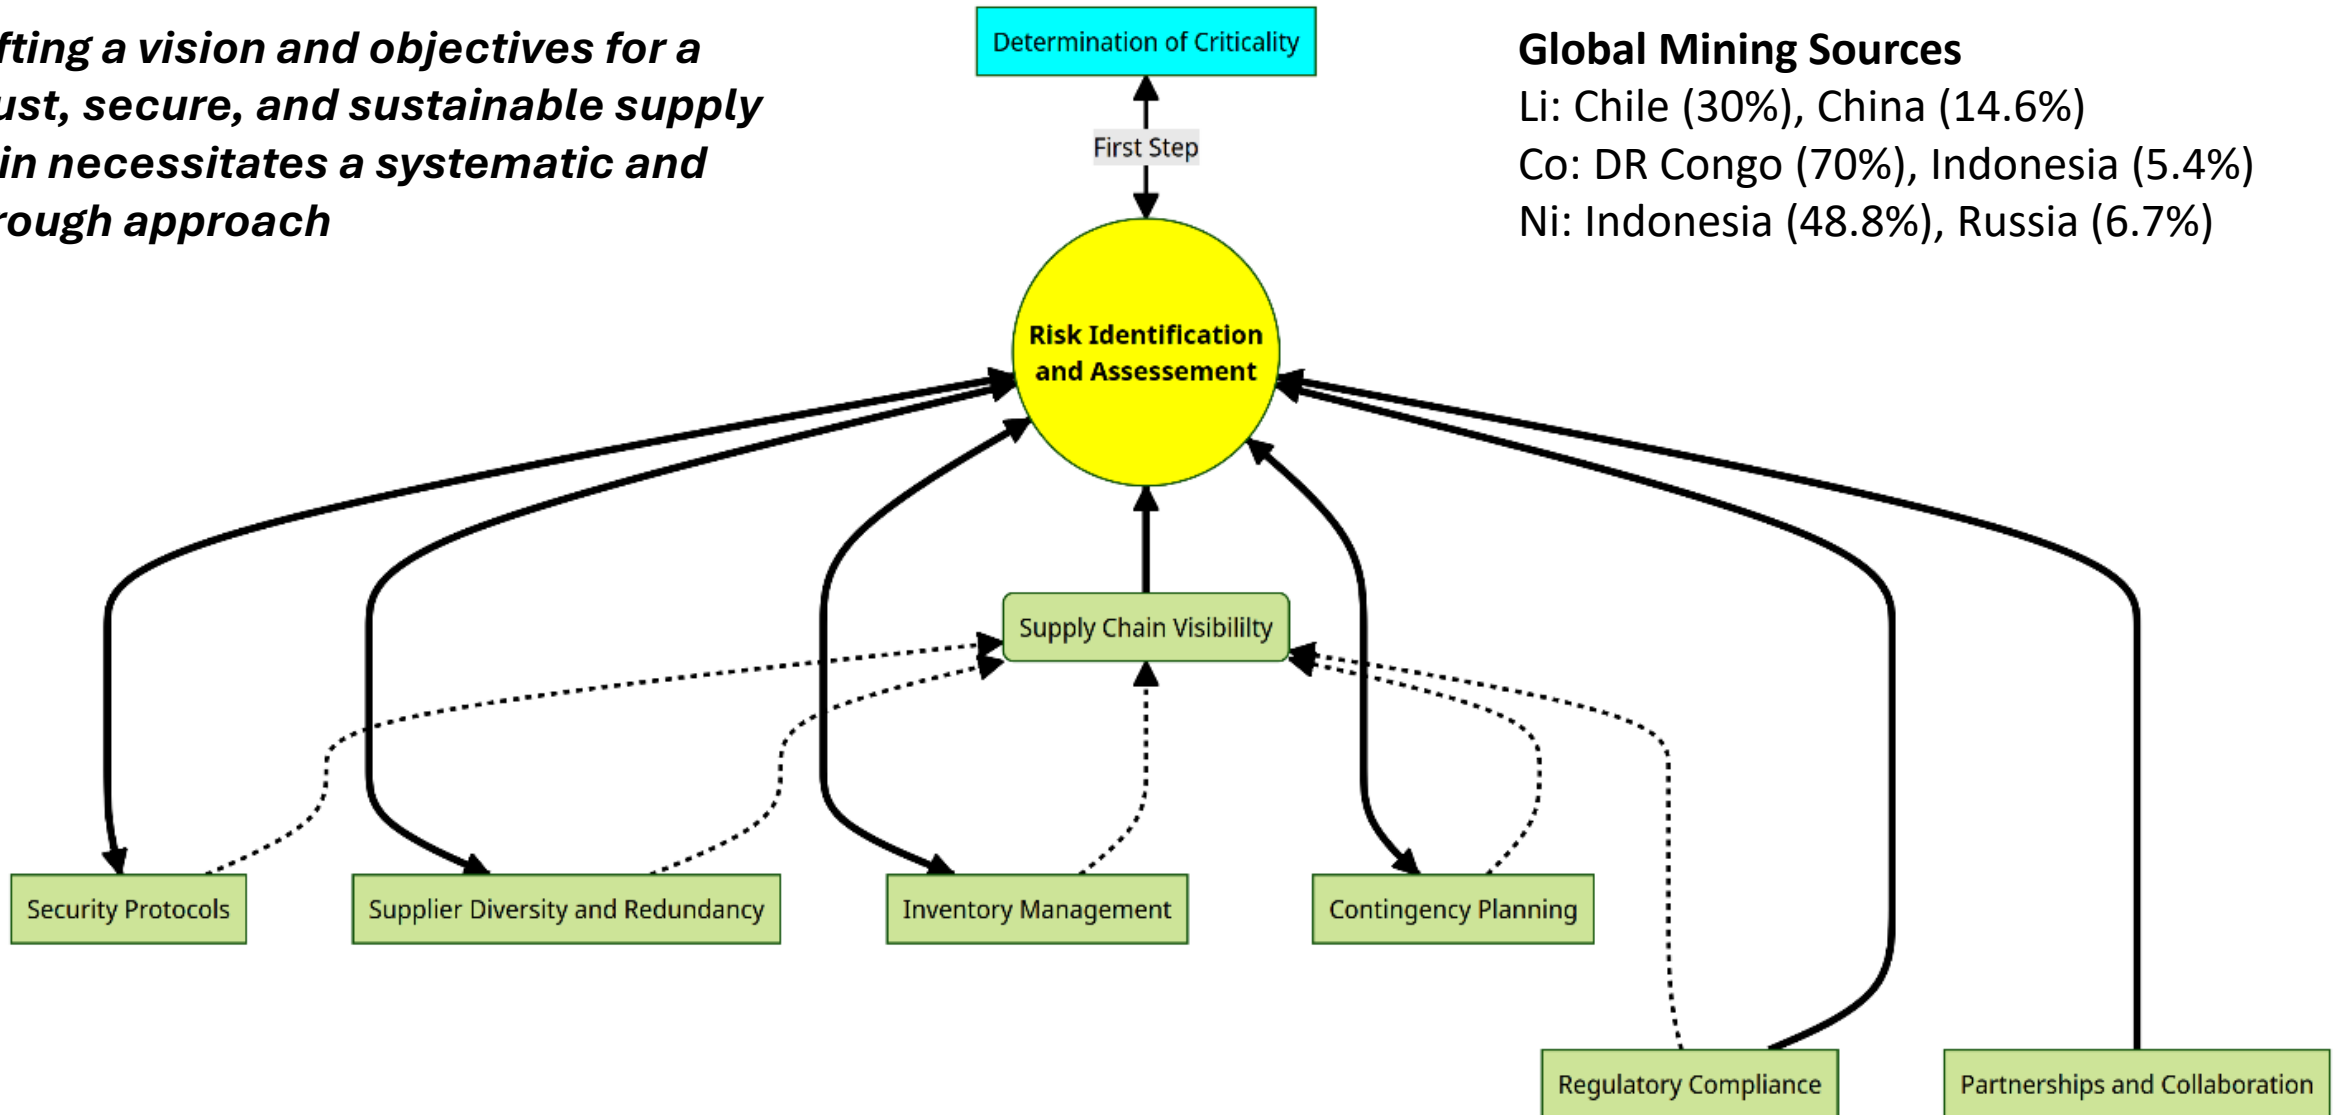 fting a vision and objectives for a
ust, secure, and sustainable supply
in necessitates a systematic and
rough approach
Determination of Criticality
Global Mining Sources
Li: Chile (30%), China (14.6%)
Co: DR Congo (70%), Indonesia (5.4%)
Ni: Indonesia (48.8%), Russia (6.7%)
First Step
Risk Identification
and Assessement
Supply Chain Visibililty
Security Protocols
Supplier Diversity and Redundancy
Inventory Management
Contingency Planning
Regulatory Compliance
Partnerships and Collaboration